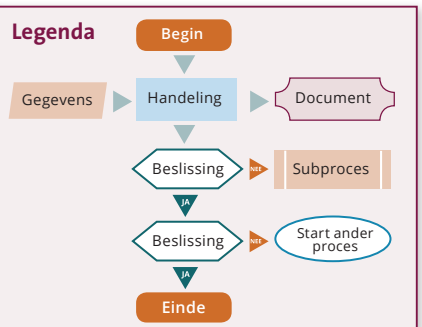 Legenda
Begin
Gegevens
Handeling
Document
Beslissing
NEE
Subproces
JA
Beslissing
NEE
Start ander
proces
JA
Einde